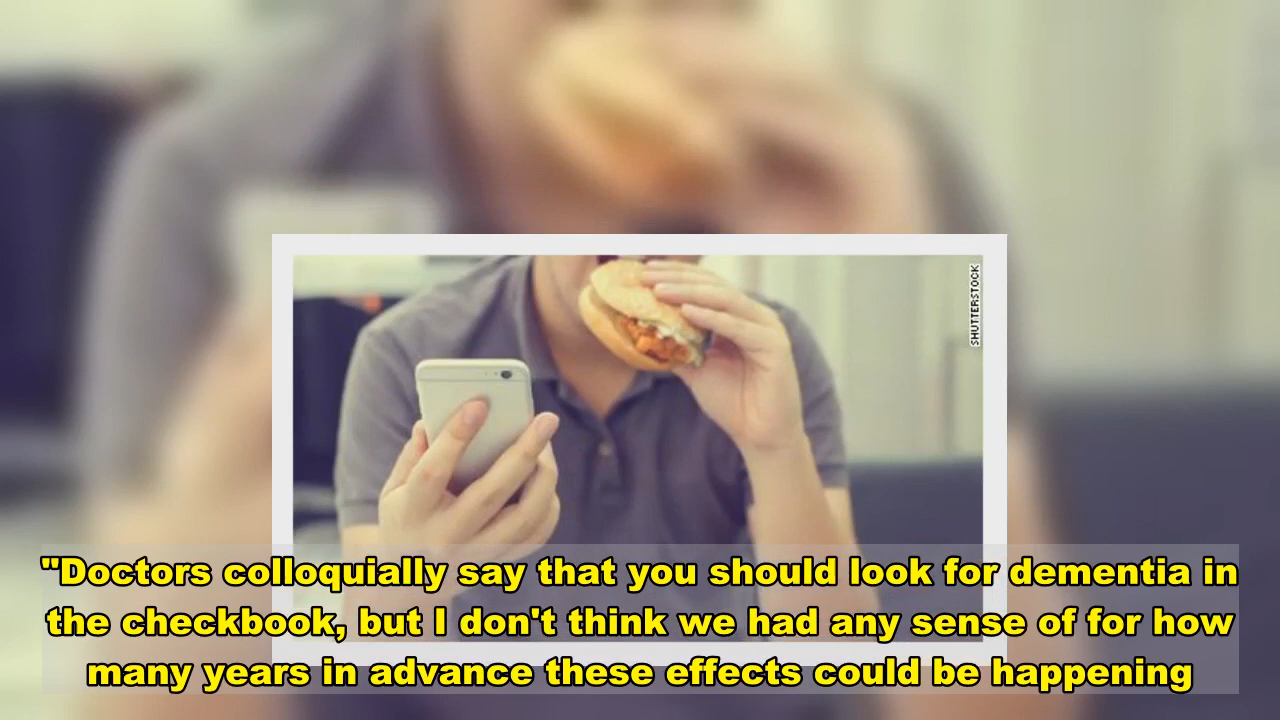 SHUTTERSTOCK
"Doctors colloquially say that you should look for dementia in
the checkbook, but I don't think we had any sense of for how
many years in advance these effects could be happening